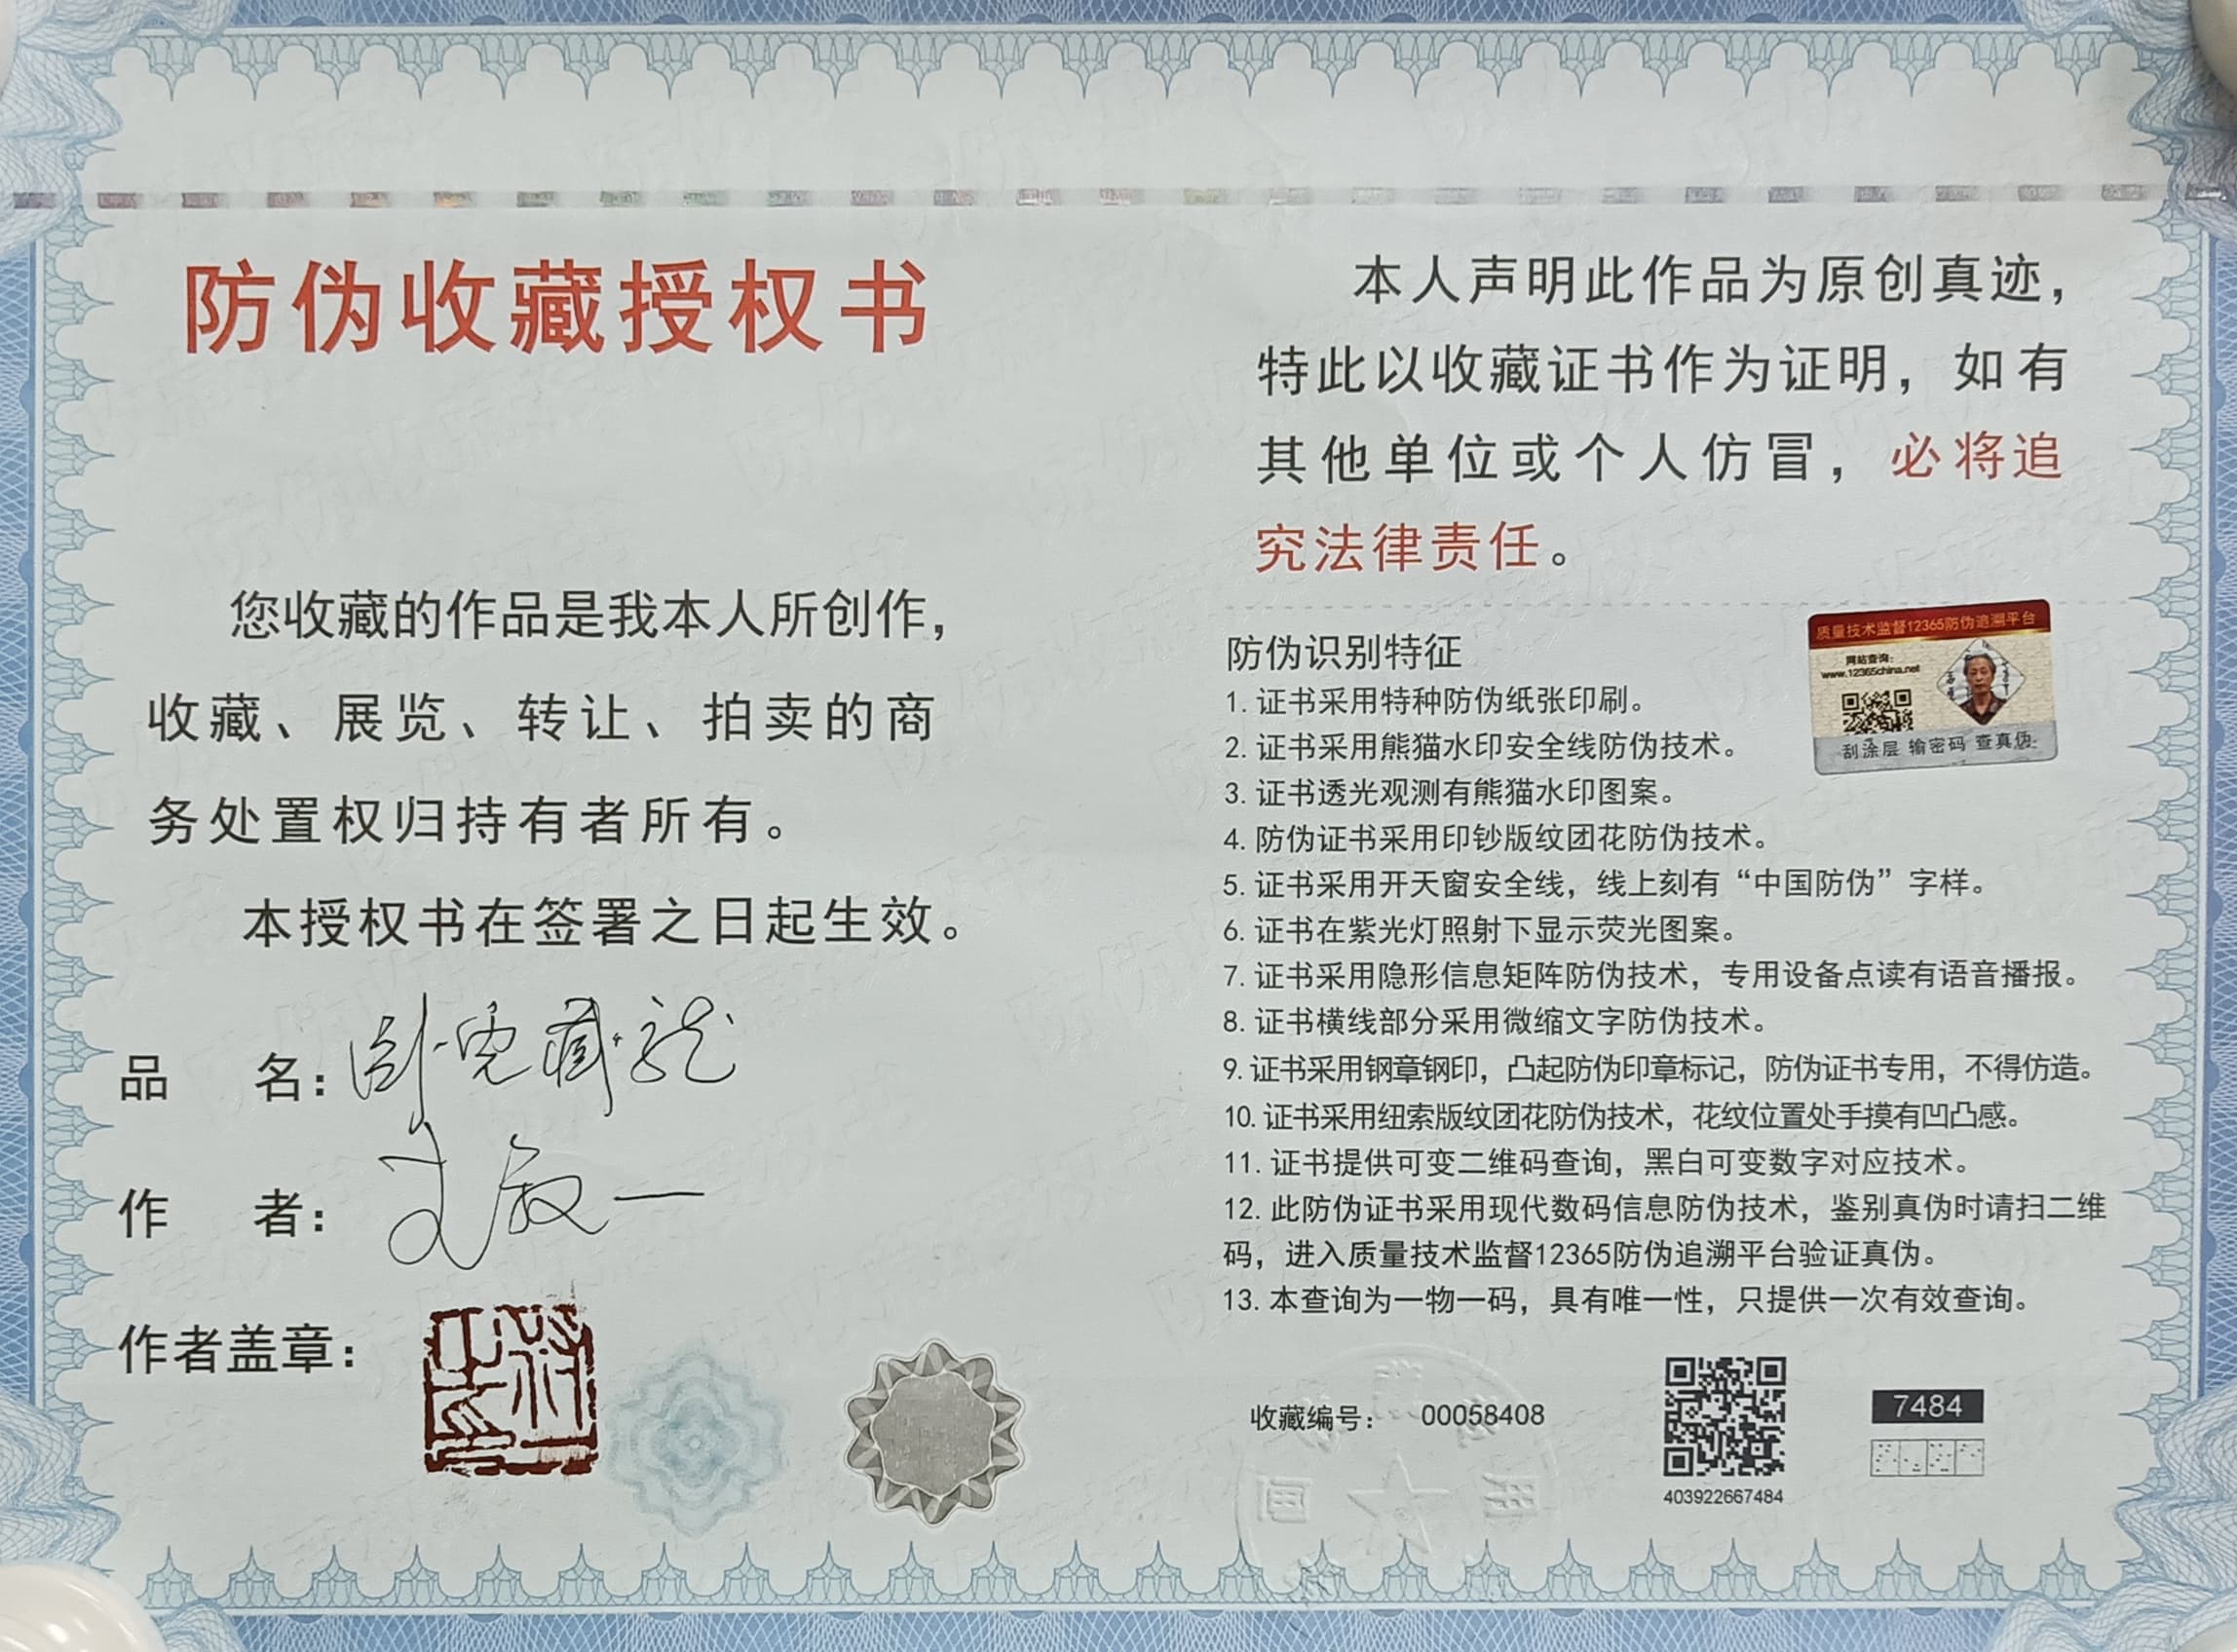 防伪收藏授权书
您收藏的作品是我本人所创作，
收藏、展览、转让、拍卖的商
务处置权归持有者所有。
本授权书在签署之日起生效。
品 名：卧虎藏龙
作 者：
作者盖章：
本人声明此作品为原创真迹，
特此以收藏证书作为证明，如有
其他单位或个人仿冒，必将追
究法律责任。
质量技术监督12365防伪追溯平台
网站查询：
www.12365china.net
刮涂层 输密码 查真伪
防伪识别特征
1. 证书采用特种防伪纸张印刷。
2. 证书采用熊猫水印安全线防伪技术。
3. 证书透光观测有熊猫水印图案。
4. 防伪证书采用印钞版纹团花防伪技术。
5. 证书采用开天窗安全线，线上刻有“中国防伪”字样。
6. 证书在紫光灯照射下显示荧光图案。
7. 证书采用隐形信息矩阵防伪技术，专用设备点读有语音播报。
8. 证书横线部分采用微缩文字防伪技术。
9. 证书采用钢章钢印，凸起防伪印章标记，防伪证书专用，不得仿造。
10. 证书采用纽索版纹团花防伪技术，花纹位置处手摸有凹凸感。
11. 证书提供可变二维码查询，黑白可变数字对应技术。
12. 此防伪证书采用现代数码信息防伪技术，鉴别真伪时请扫二维
码，进入质量技术监督12365防伪追溯平台验证真伪。
13. 本查询为一物一码，具有唯一性，只提供一次有效查询。
收藏编号： 00058408
403922667484
7484